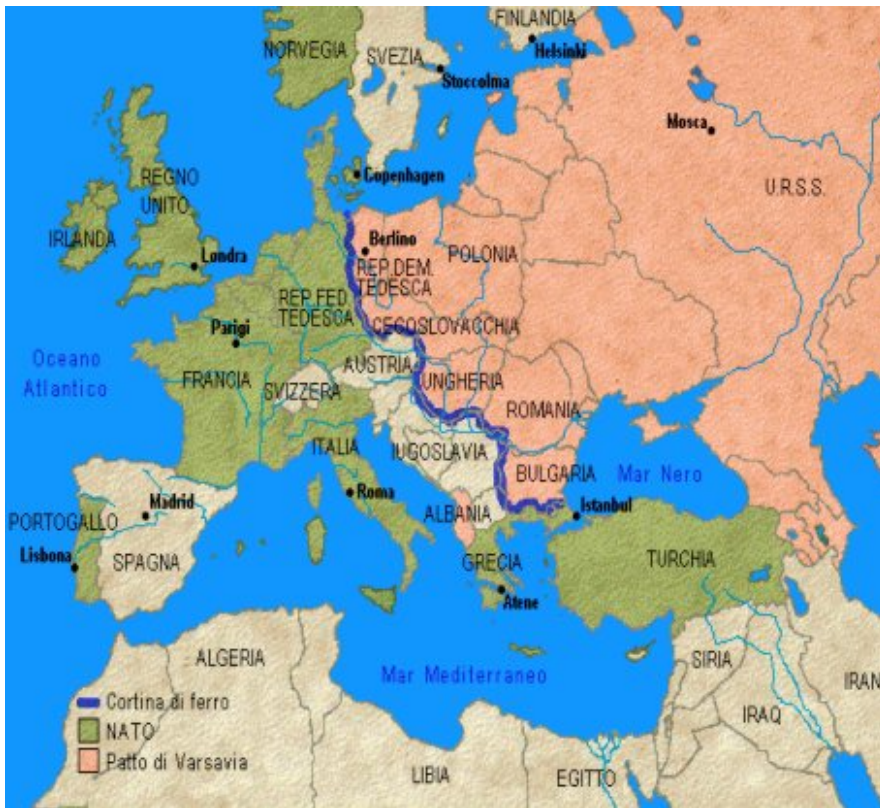 FINLANDIA
NORVEGIA
SVEZIA
Helsinki
Stoccolma
Mosca
REGNO
UNITO
Copenhagen
U.R.S.S.
IRLANDA
Londra
Berlino
POLONIA
REP.DEM.
TEDESCA
REP.FED.
TEDESCA
CECOSLOVACCHIA
Parigi
Oceano
Atlantico
AUSTRIA
FRANCIA
SVIZZERA
UNGHERIA
ROMANIA
ITALIA
IUGOSLAVIA
BULGARIA
Mar Nero
Madrid
Roma
Istanbul
PORTOGALLO
ALBANIA
Lisbona
SPAGNA
GRECIA
TURCHIA
Atene
ALGERIA
SIRIA
Mar Mediterraneo
IRAN
Cortina di ferro
IRAQ
NATO
Patto di Varsavia
LIBIA
EGITTO